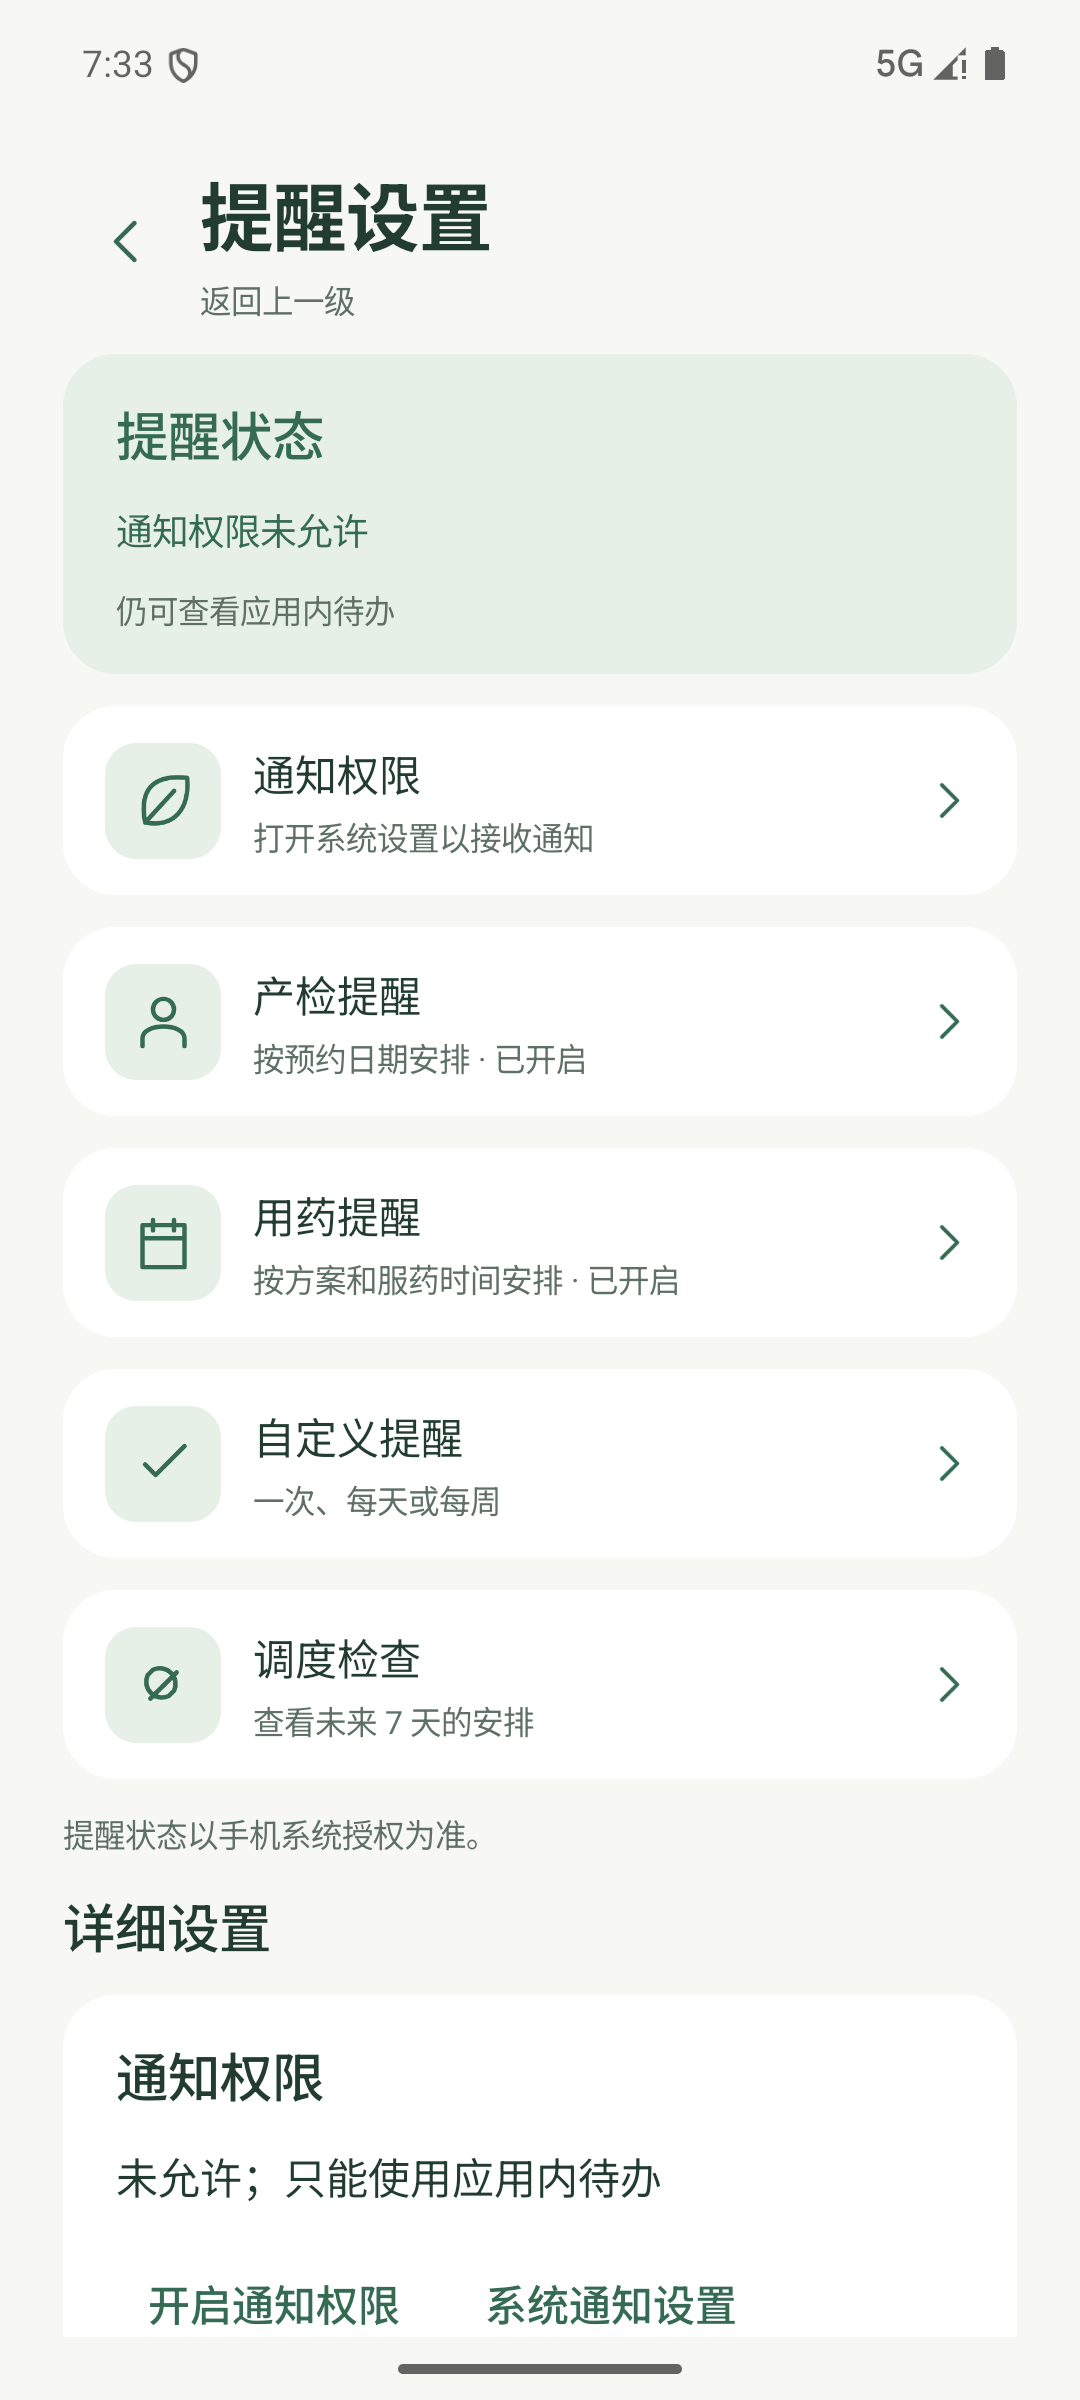 7:33
5G
提醒设置
返回上一级
提醒状态
通知权限未允许
仍可查看应用内待办
通知权限
打开系统设置以接收通知
产检提醒
按预约日期安排 · 已开启
用药提醒
按方案和服药时间安排 · 已开启
自定义提醒
一次、每天或每周
调度检查
查看未来 7 天的安排
提醒状态以手机系统授权为准。
详细设置
通知权限
未允许；只能使用应用内待办
开启通知权限 系统通知设置